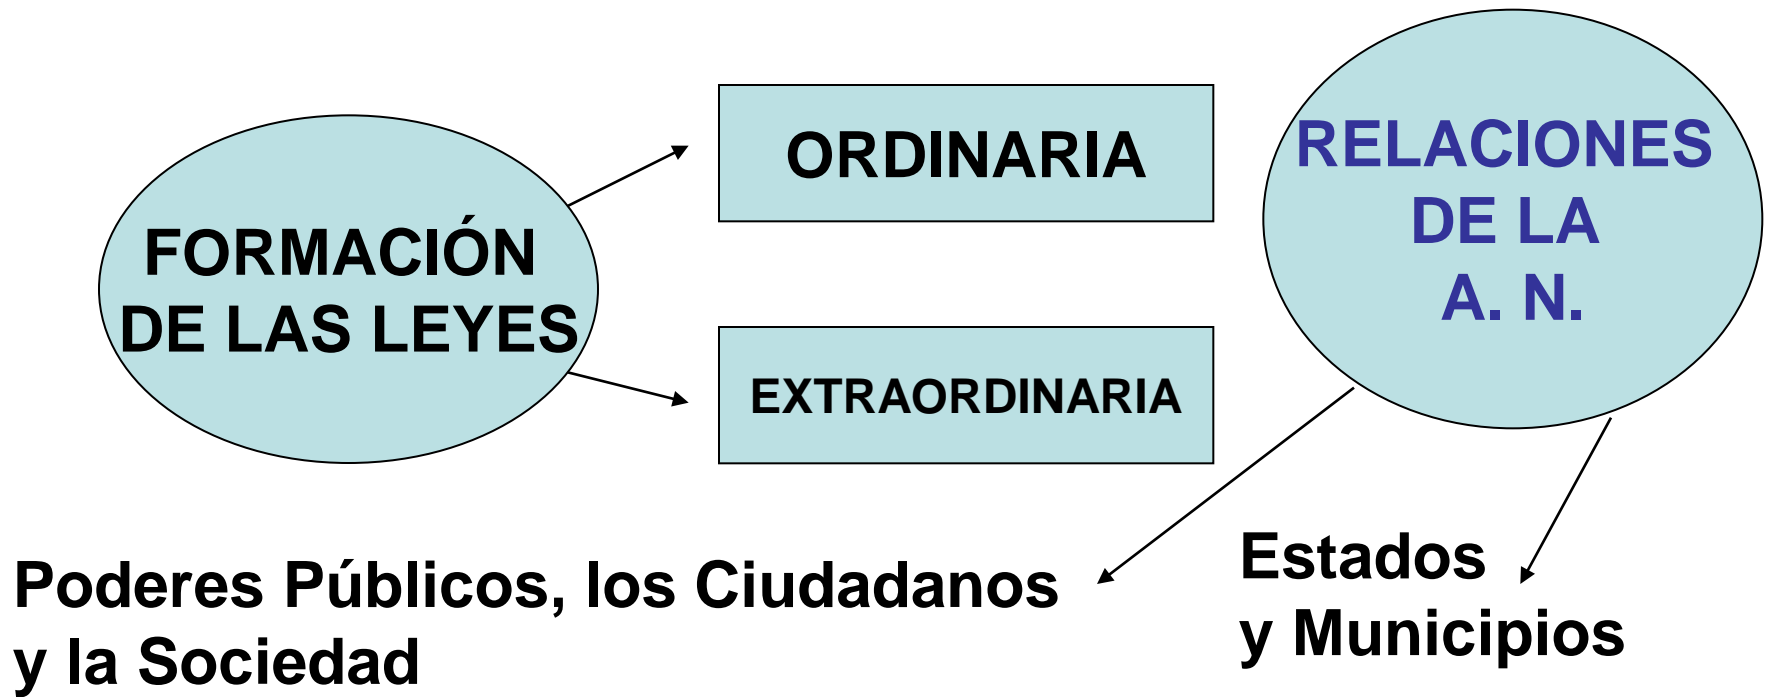 FORMACIÓN
DE LAS LEYES
ORDINARIA
EXTRAORDINARIA
RELACIONES
DE LA
A. N.
Poderes Públicos, los Ciudadanos
y la Sociedad
Estados
y Municipios